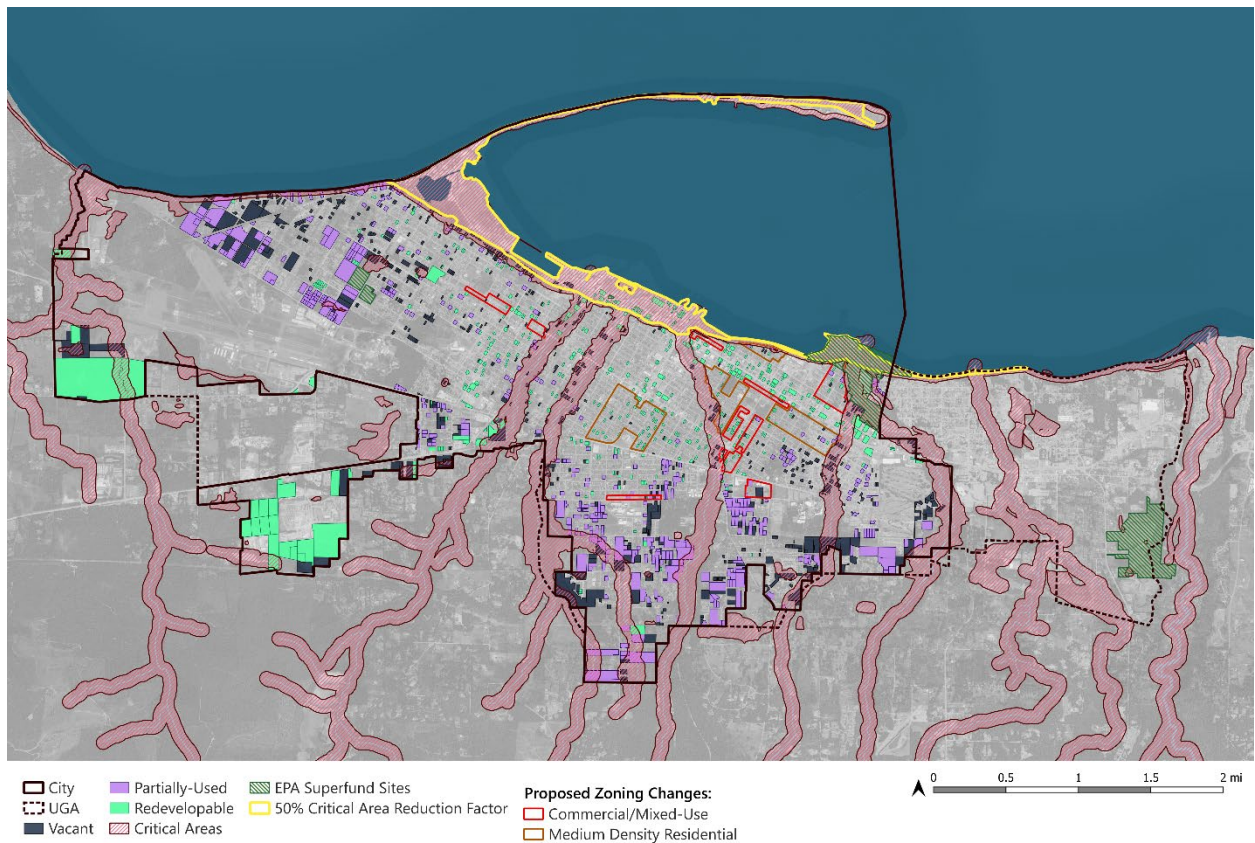 City
UGA
Vacant
Partially-Used
Redevelopable
Critical Areas
EPA Superfund Sites
50% Critical Area Reduction Factor
Proposed Zoning Changes:
Commercial/Mixed-Use
Medium Density Residential
0 0.5 1 1.5 2 mi